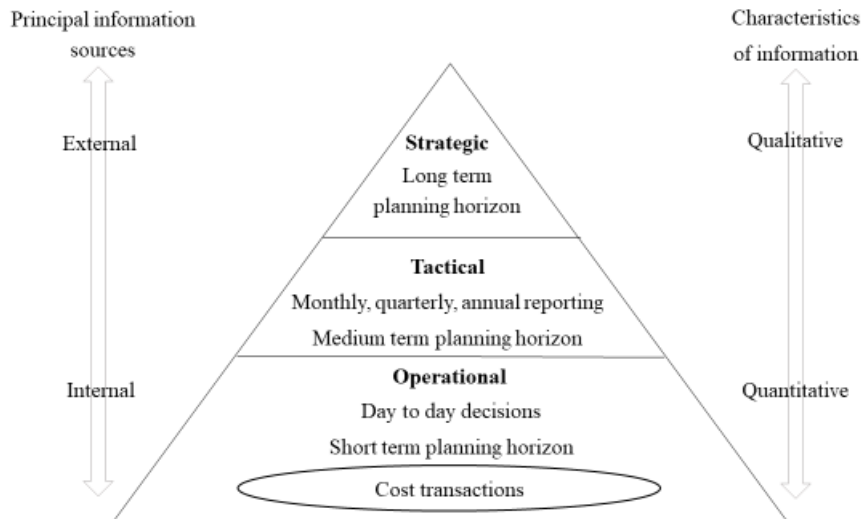 Principal information
sources
Characteristics
of information
External
Qualitative
Strategic
Long term
planning horizon
Tactical
Monthly, quarterly, annual reporting
Medium term planning horizon
Internal
Quantitative
Operational
Day to day decisions
Short term planning horizon
Cost transactions